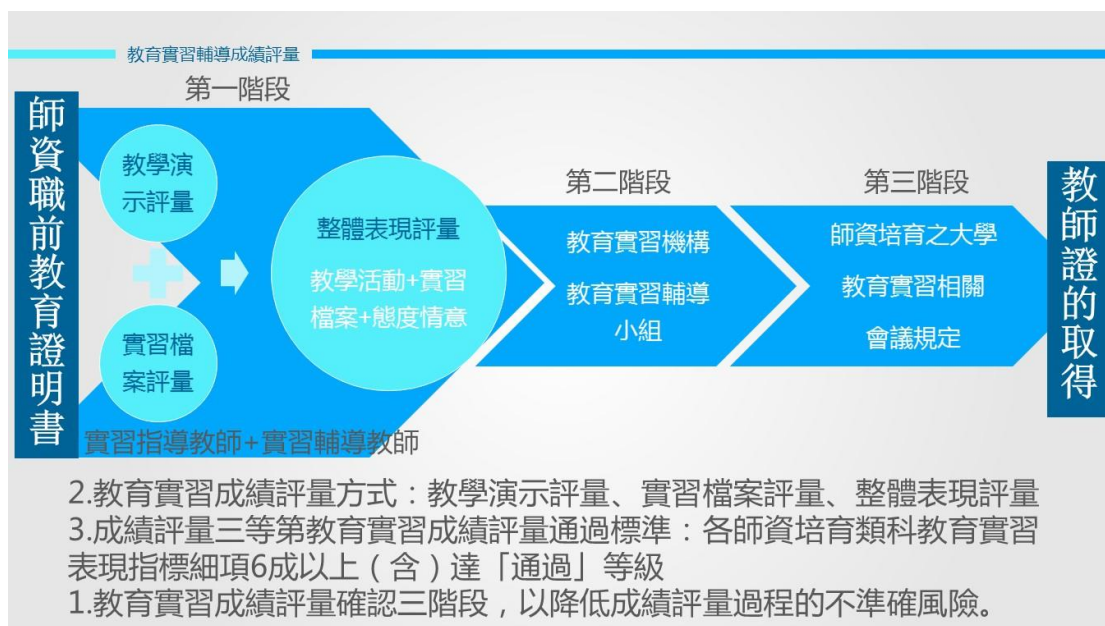 教育實習輔導成績評量
師資職前教育證明書
第一階段
教學演
示評量
實習檔
案評量
整體表現評量
教學活動+實習
檔案+態度情意
實習指導教師+實習輔導教師
第二階段
教育實習機構
教育實習輔導
小組
第三階段
師資培育之大學
教育實習相關
會議規定
教師證的取得
2.教育實習成績評量方式：教學演示評量、實習檔案評量、整體表現評量
3.成績評量三等第教育實習成績評量通過標準：各師資培育類科教育實習
表現指標細項6成以上（含）達「通過」等級
1.教育實習成績評量確認三階段，以降低成績評量過程的不準確風險。